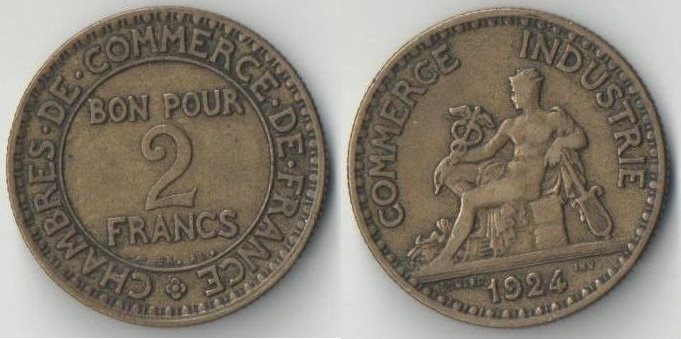 CHAMBRES·DE·COMMERCE·DE·FRANCE
BON POUR
2
FRANCS
COMMERCE INDUSTRIE
1924